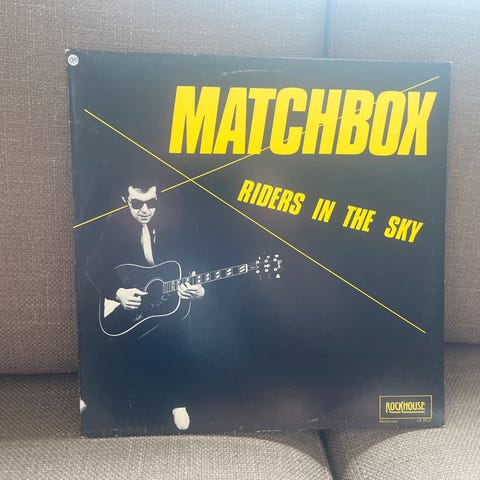 MATCHBOX
RIDERS IN THE SKY
ROCKHOUSE